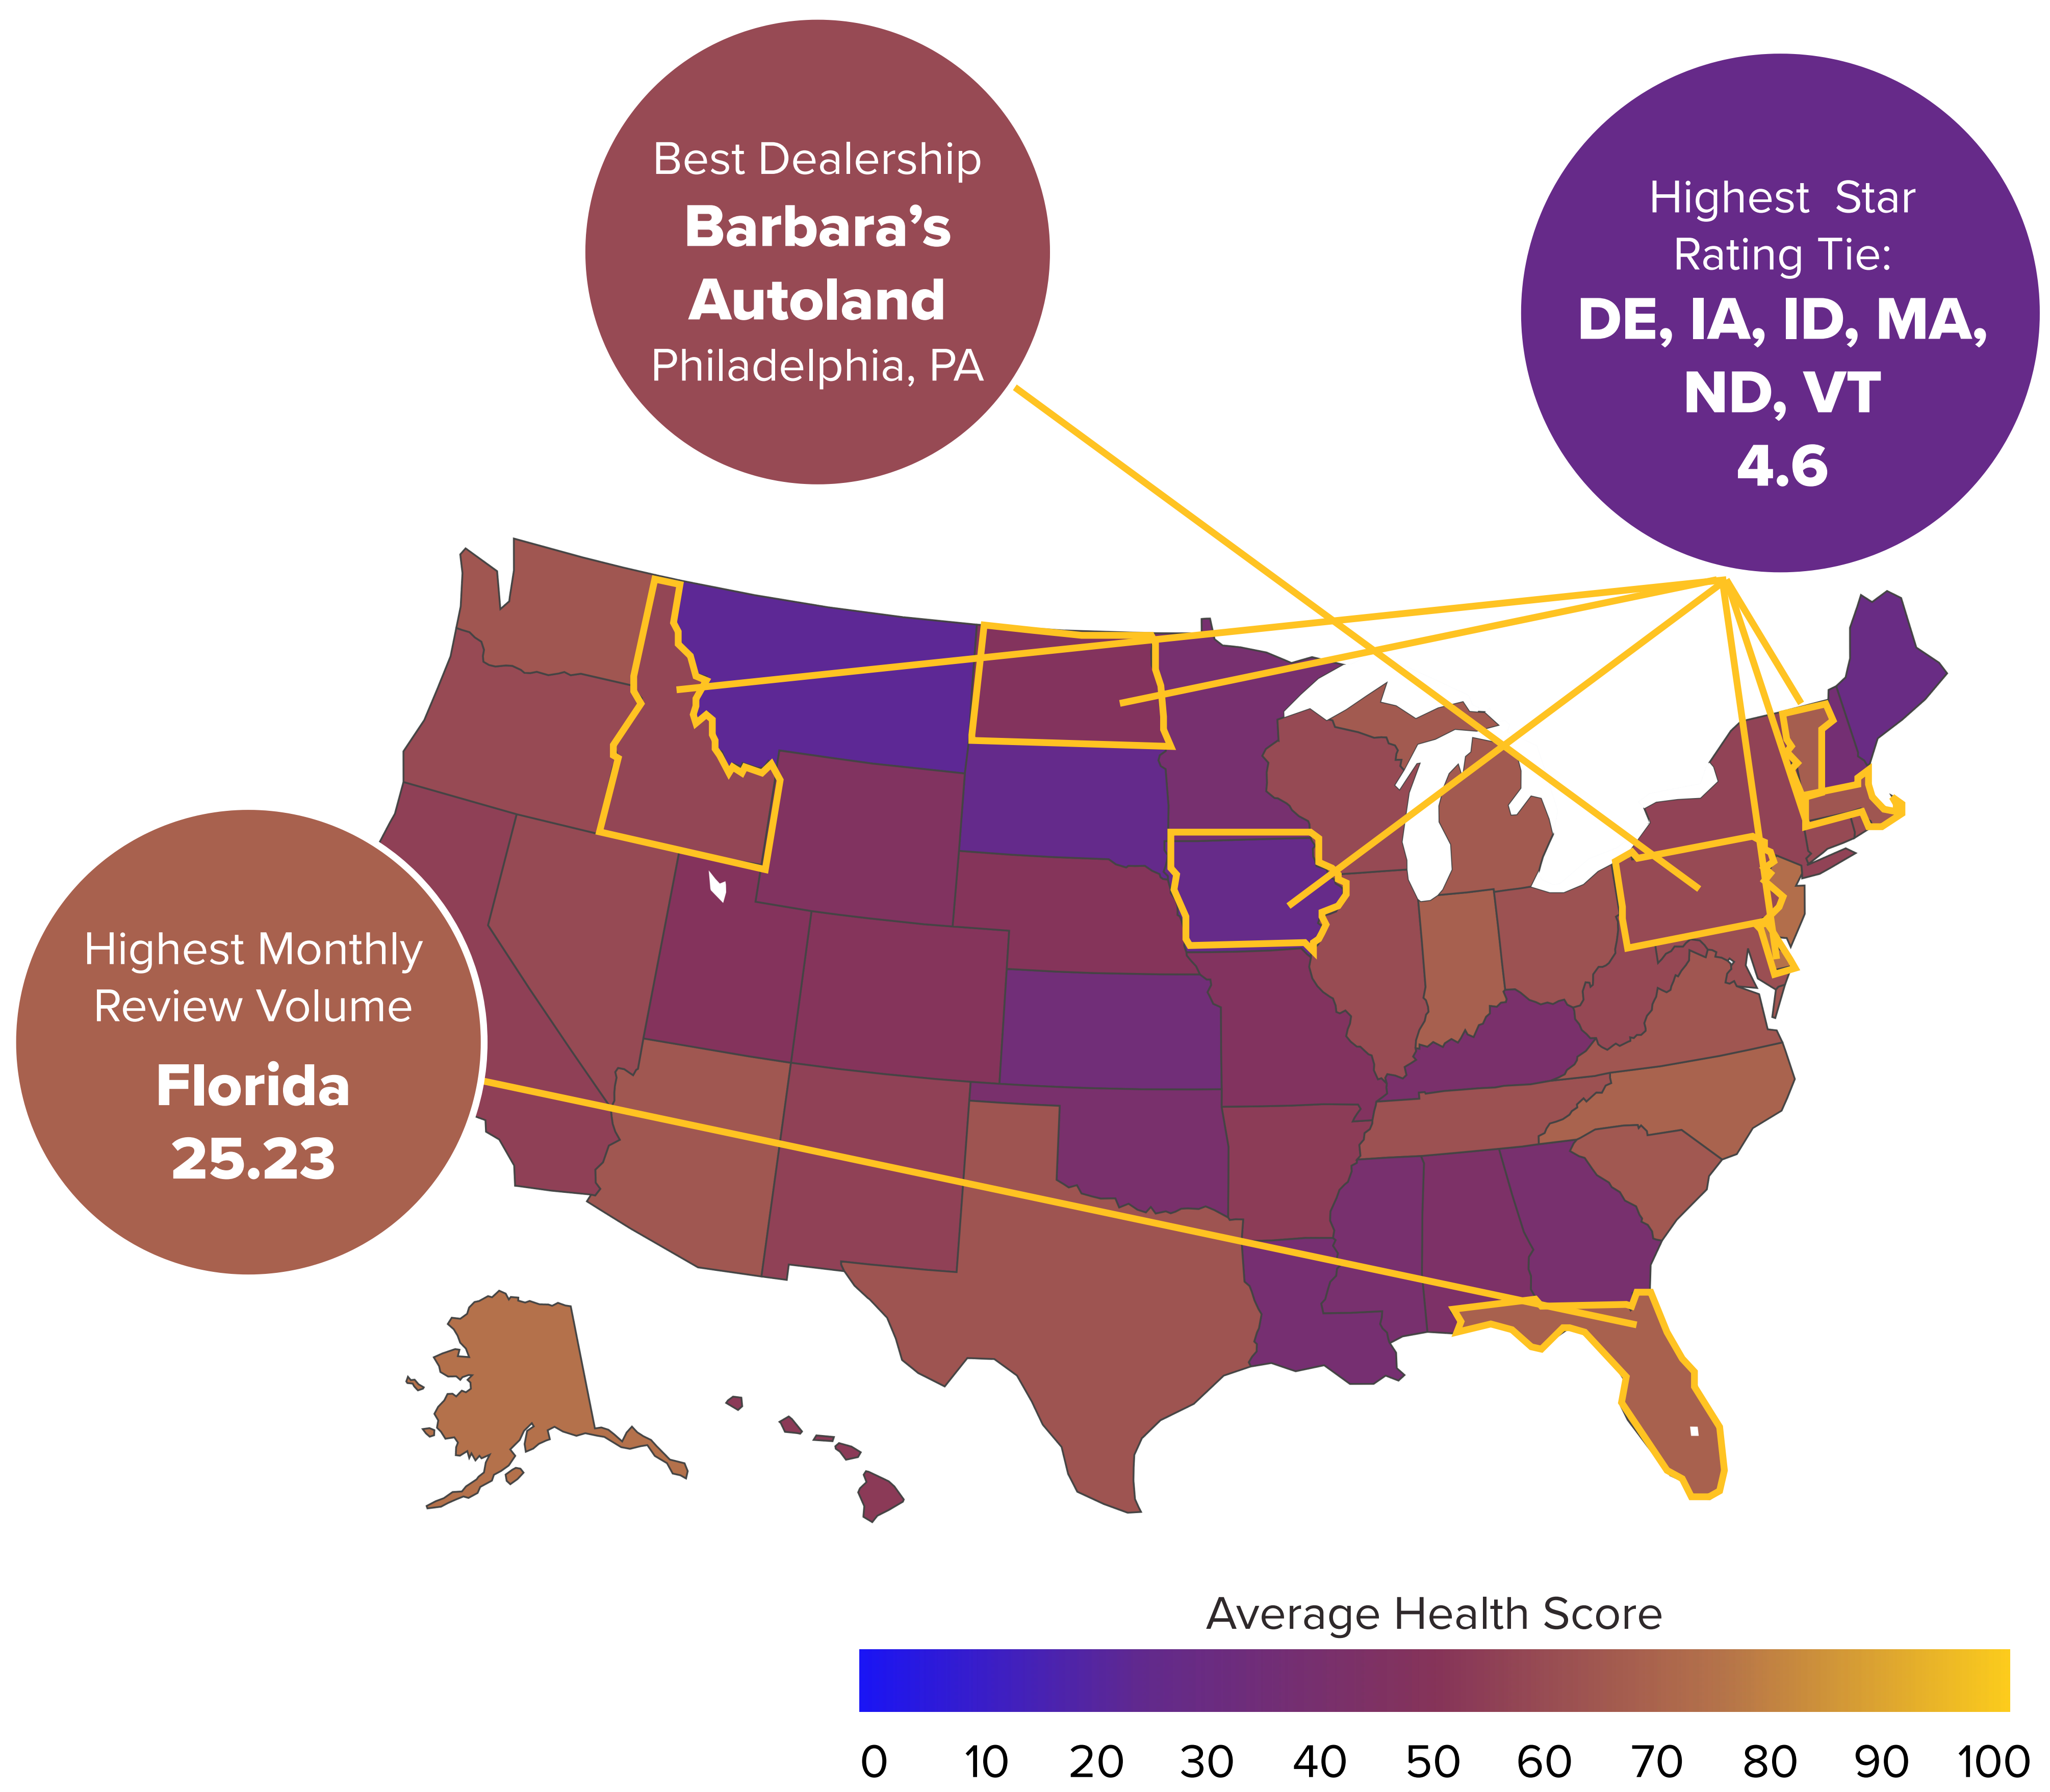 Best Dealership
Barbara’s
Autoland
Philadelphia, PA
Highest Star
Rating Tie:
DE, IA, ID, MA,
ND, VT
4.6
Highest Monthly
Review Volume
Florida
25.23
Average Health Score
0 10 20 30 40 50 60 70 80 90 100